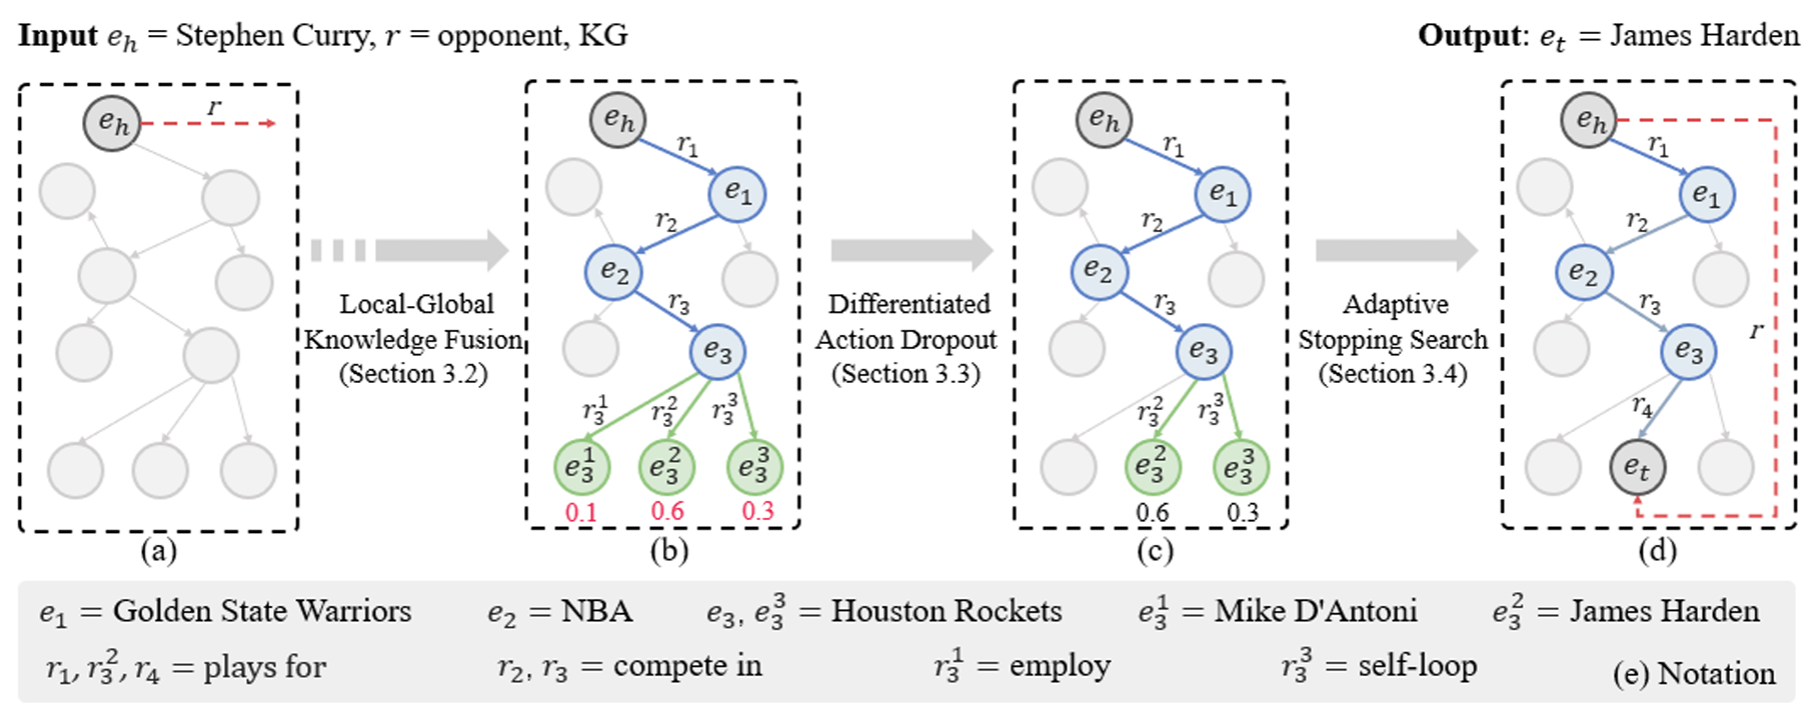 Input e_h = Stephen Curry, r = opponent, KG
Output: e_t = James Harden
e_h
r
(a)
Local-Global
Knowledge Fusion
(Section 3.2)
e_h
r_1
e_1
r_2
e_2
r_3
e_3
r_3^1 r_3^2 r_3^3
e_3^1 e_3^2 e_3^3
0.1 0.6 0.3
(b)
Differentiated
Action Dropout
(Section 3.3)
e_h
r_1
e_1
r_2
e_2
r_3
e_3
r_3^2 r_3^3
e_3^2 e_3^3
0.6 0.3
(c)
Adaptive
Stopping Search
(Section 3.4)
e_h
r_1
e_1
r_2
e_2
r_3
r
e_3
r_4
e_t
(d)
e_1 = Golden State Warriors e_2 = NBA e_3, e_3^3 = Houston Rockets e_3^1 = Mike D'Antoni e_3^2 = James Harden
r_1, r_3^2, r_4 = plays for r_2, r_3 = compete in r_3^1 = employ r_3^3 = self-loop (e) Notation